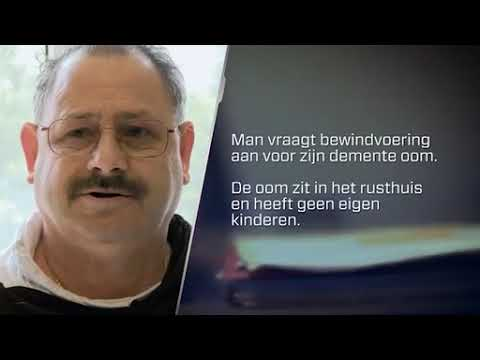 Man vraagt bewindvoering
aan voor zijn demente oom.
De oom zit in het rusthuis
en heeft geen eigen
kinderen.